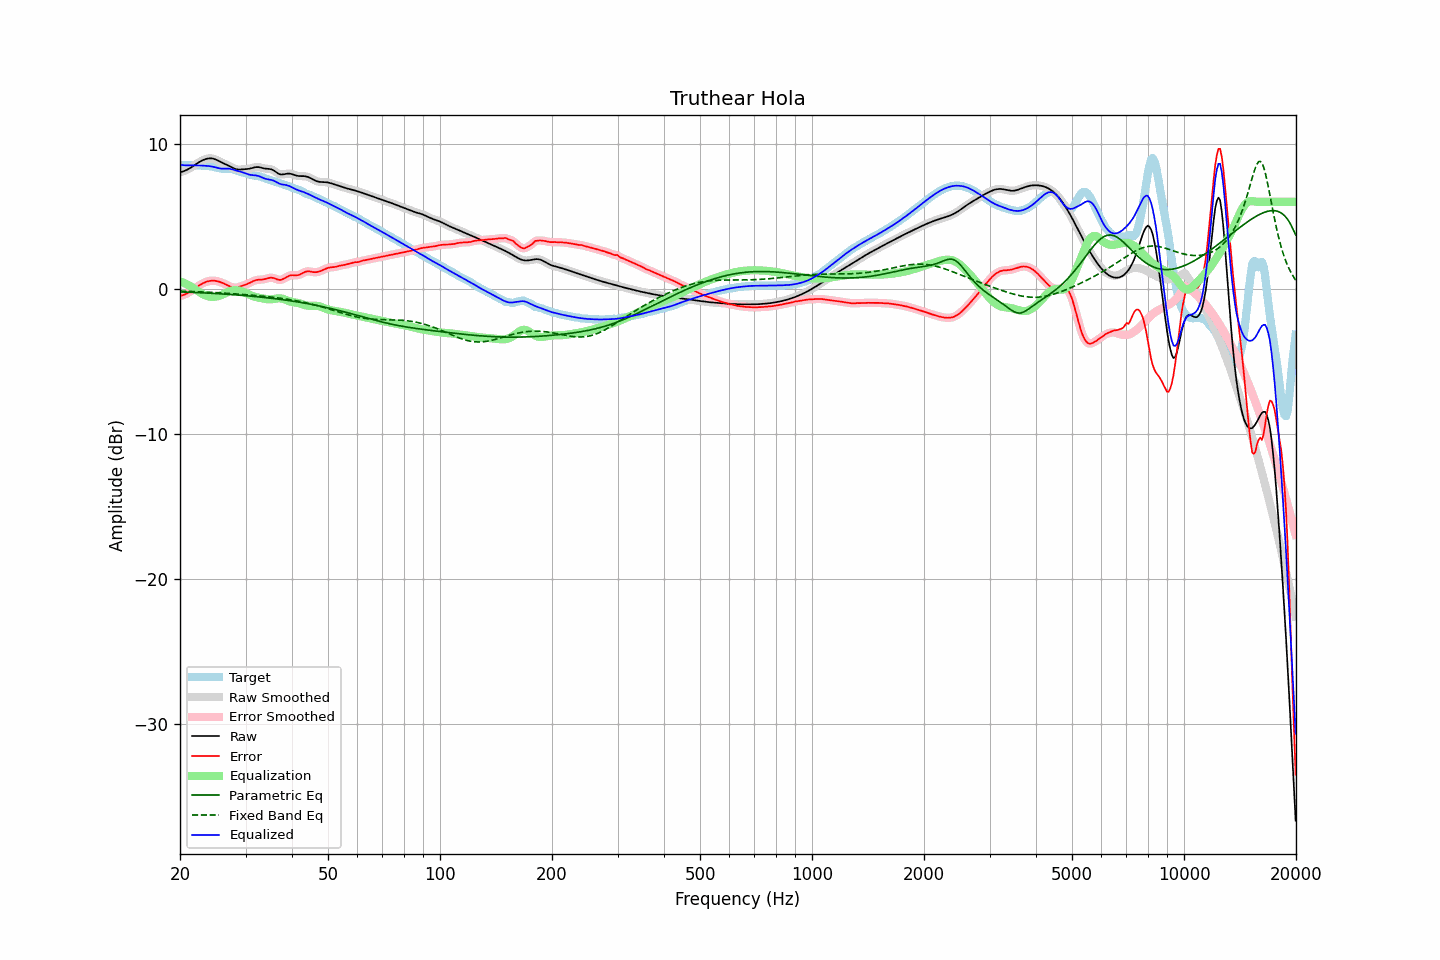 Truthear Hola
10
0
−10
−20
−30
Amplitude (dBr)
Target
Raw Smoothed
Error Smoothed
Raw
Error
Equalization
Parametric Eq
Fixed Band Eq
Equalized
20 50 100 200 500 1000 2000 5000 10000 20000
Frequency (Hz)